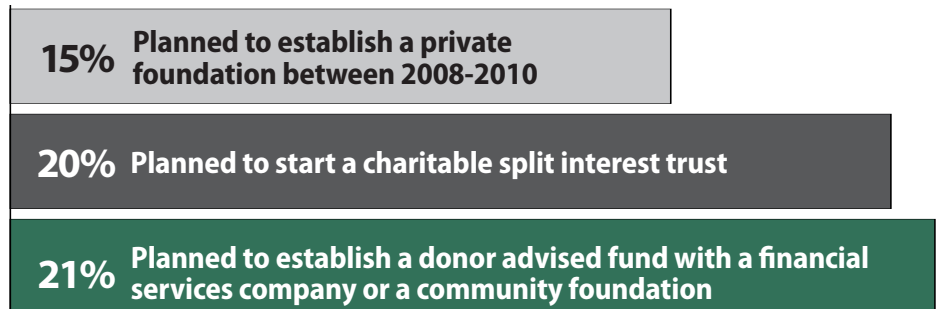 15% Planned to establish a private
foundation between 2008-2010
20% Planned to start a charitable split interest trust
21% Planned to establish a donor advised fund with a financial
services company or a community foundation